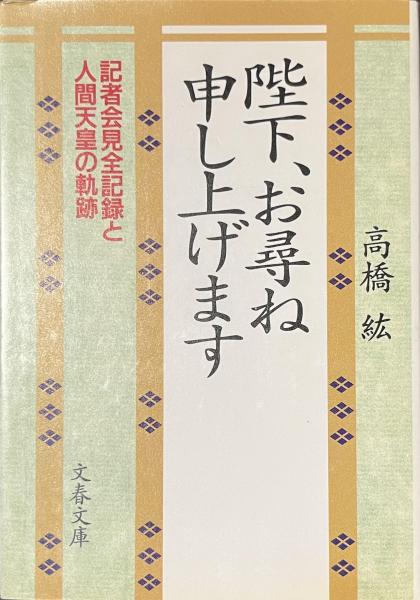 高橋 紘
陛下、お尋ね
申し上げます
記者会見全記録と
人間天皇の軌跡
文春文庫